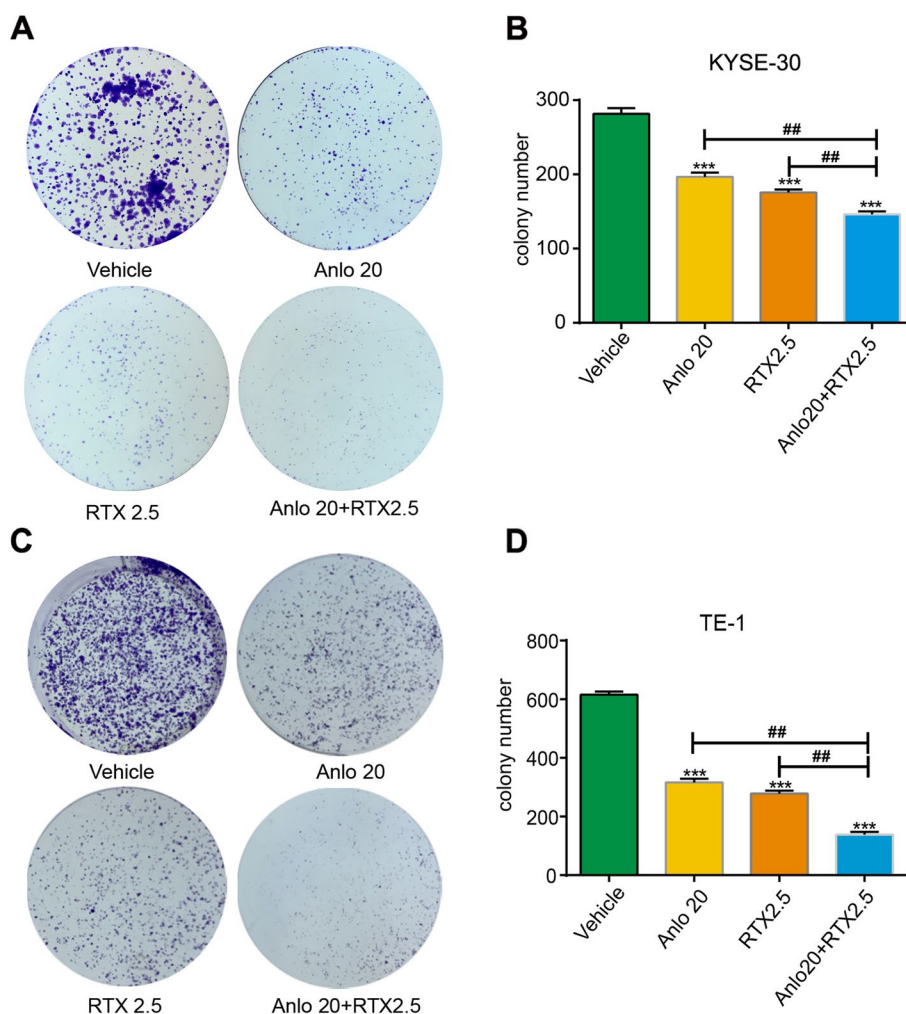 A
Vehicle
Anlo 20
RTX 2.5
Anlo 20+RTX2.5
B
KYSE-30
colony number
300
200
100
0
##
##
***
***
***
Vehicle
Anlo 20
RTX2.5
Anlo20+RTX2.5
C
Vehicle
Anlo 20
RTX 2.5
Anlo 20+RTX2.5
D
TE-1
colony number
800
600
400
200
0
##
##
***
***
***
Vehicle
Anlo 20
RTX2.5
Anlo20+RTX2.5